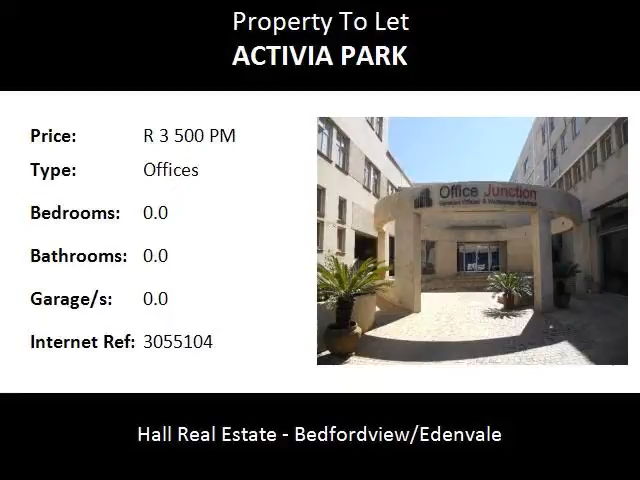 Property To Let
ACTIVIA PARK
Price: R 3 500 PM
Type: Offices
Bedrooms: 0.0
Bathrooms: 0.0
Garage/s: 0.0
Internet Ref: 3055104
Office Junction
Hall Real Estate - Bedfordview/Edenvale